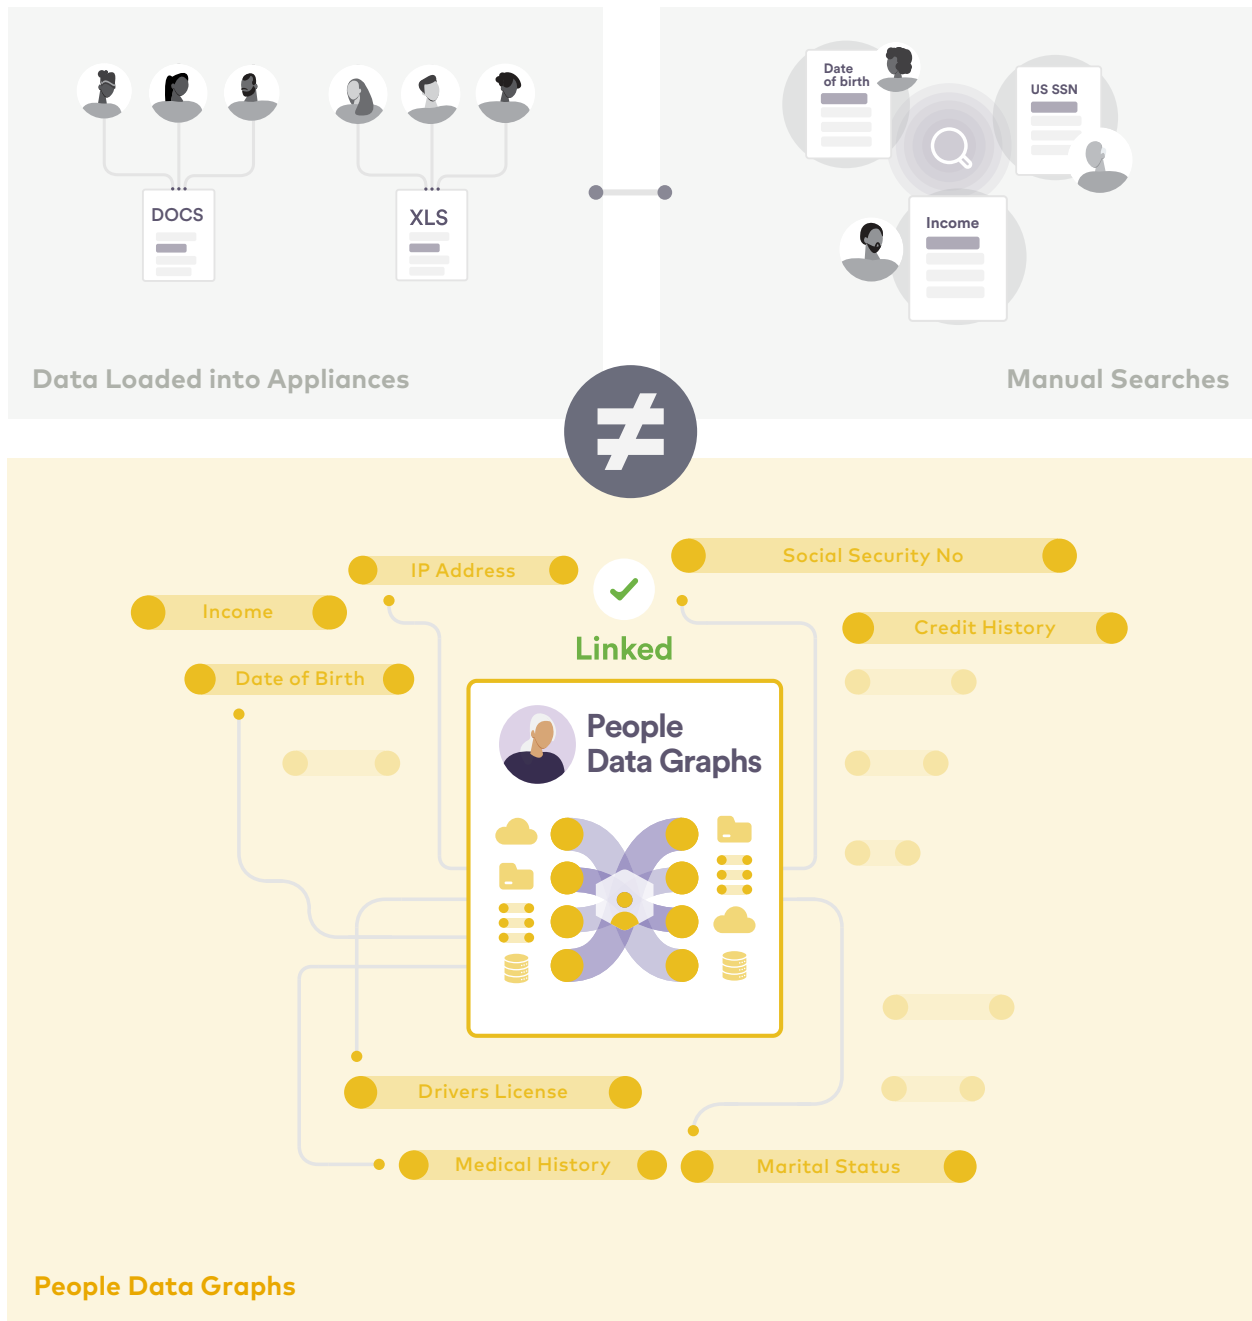 DOCS
XLS
Data Loaded into Appliances
Date
of birth
US SSN
Income
Manual Searches
≠
IP Address
Social Security No
Income
Credit History
Linked
Date of Birth
People
Data Graphs
Drivers License
Medical History
Marital Status
People Data Graphs